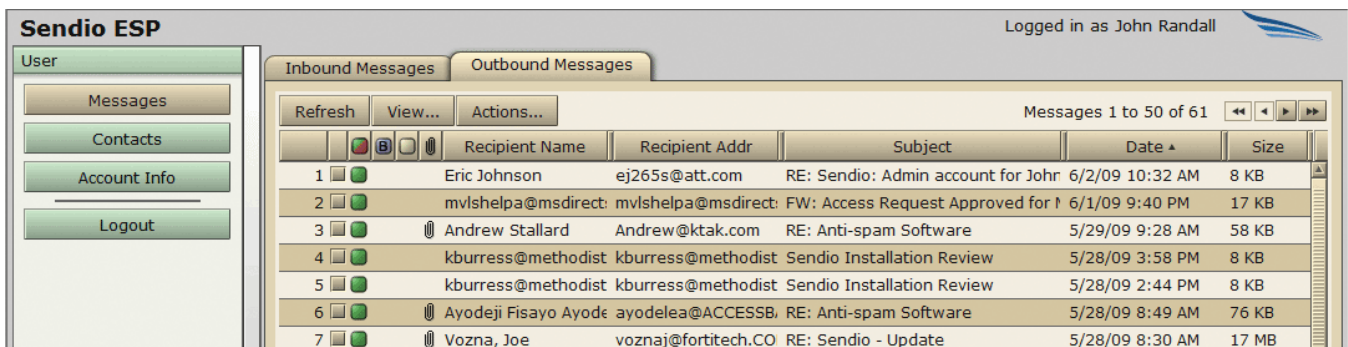 Sendio ESP
Logged in as John Randall
User
Messages
Contacts
Account Info
Logout
Inbound Messages Outbound Messages
Refresh View... Actions... Messages 1 to 50 of 61
B Recipient Name Recipient Addr Subject Date Size
1 Eric Johnson ej265s@att.com RE: Sendio: Admin account for John 6/2/09 10:32 AM 8 KB
2 mvlshelpa@msdirect mvlshelpa@msdirect FW: Access Request Approved for 6/1/09 9:40 PM 17 KB
3 Andrew Stallard Andrew@ktak.com RE: Anti-spam Software 5/29/09 9:28 AM 58 KB
4 kburress@methodist kburress@methodist Sendio Installation Review 5/28/09 3:58 PM 8 KB
5 kburress@methodist kburress@methodist Sendio Installation Review 5/28/09 2:44 PM 8 KB
6 Ayodeji Fisayo Ayode ayodelea@ACCESSB RE: Anti-spam Software 5/28/09 8:49 AM 76 KB
7 Vozna, Joe voznaj@fortitech.CO RE: Sendio - Update 5/28/09 8:30 AM 17 MB